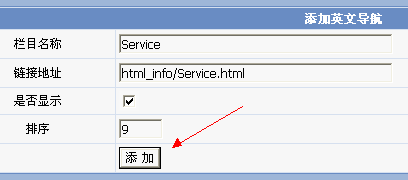 添加英文导航
栏目名称 Service
链接地址 html_info/Service.html
是否显示
排序 9
添 加